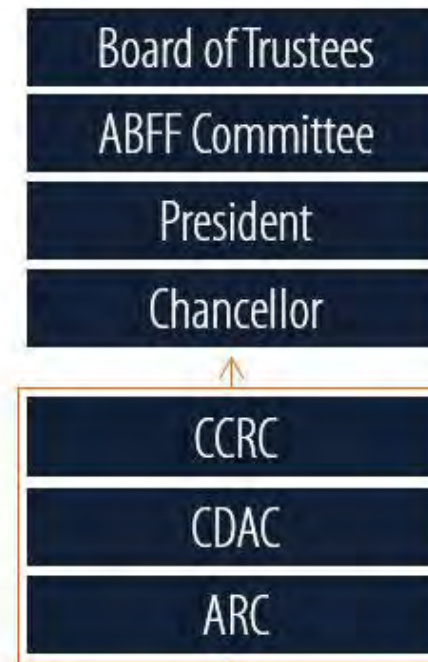 Board of Trustees
ABFF Committee
President
Chancellor
CCRC
CDAC
ARC